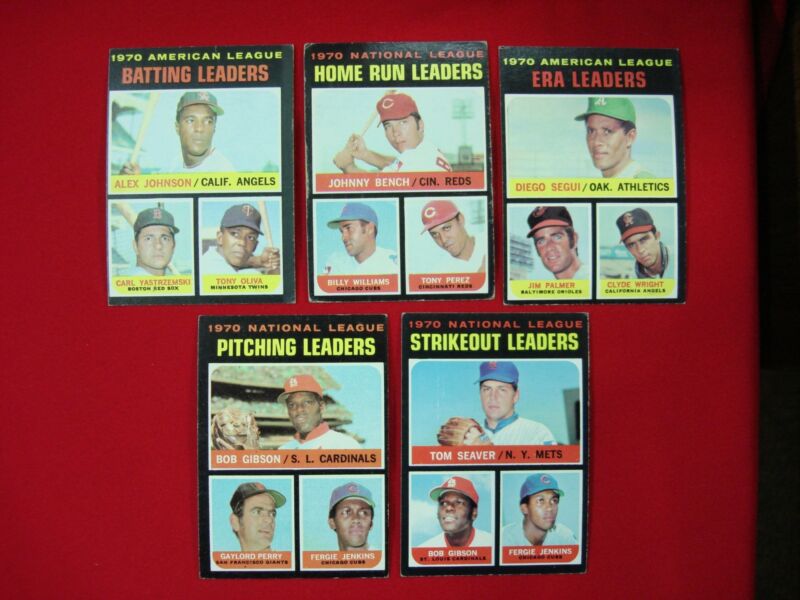 1970 AMERICAN LEAGUE
BATTING LEADERS
ALEX JOHNSON / CALIF. ANGELS
CARL YASTRZEMSKI
BOSTON RED SOX
TONY OLIVA
MINNESOTA TWINS
1970 NATIONAL LEAGUE
HOME RUN LEADERS
JOHNNY BENCH / CIN. REDS
BILLY WILLIAMS
CHICAGO CUBS
TONY PEREZ
CINCINNATI REDS
1970 AMERICAN LEAGUE
ERA LEADERS
DIEGO SEGUI / OAK. ATHLETICS
JIM PALMER
BALTIMORE ORIOLES
CLYDE WRIGHT
CALIFORNIA ANGELS
1970 NATIONAL LEAGUE
PITCHING LEADERS
BOB GIBSON / S. L. CARDINALS
GAYLORD PERRY
SAN FRANCISCO GIANTS
FERGIE JENKINS
CHICAGO CUBS
1970 NATIONAL LEAGUE
STRIKEOUT LEADERS
TOM SEAVER / N. Y. METS
BOB GIBSON
ST. LOUIS CARDINALS
FERGIE JENKINS
CHICAGO CUBS